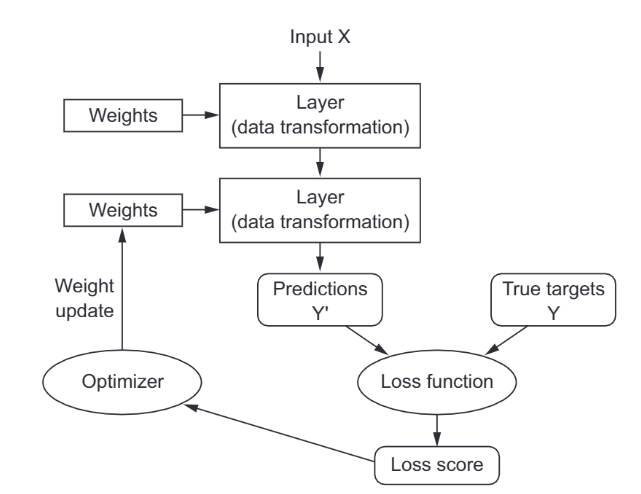 Input X
Layer
(data transformation)
Weights
Layer
(data transformation)
Weights
Weight
update
Predictions
Y'
True targets
Y
Optimizer
Loss function
Loss score